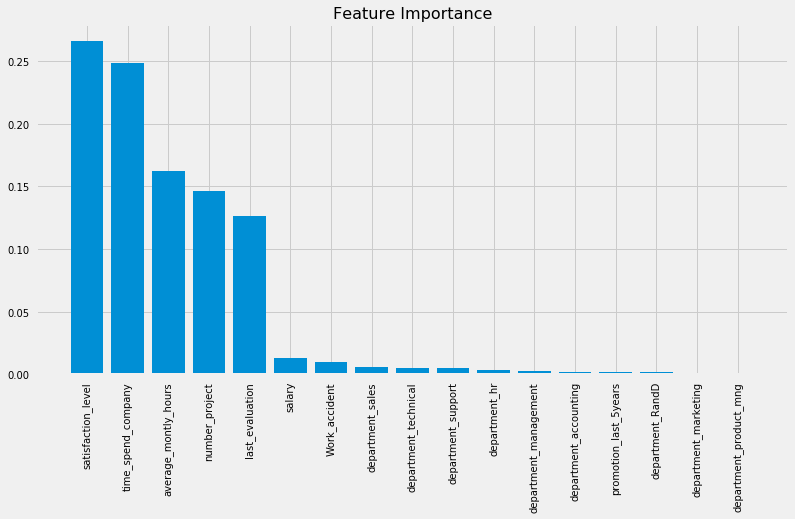 Feature Importance
0.25
0.20
0.15
0.10
0.05
0.00
satisfaction_level
time_spend_company
average_montly_hours
number_project
last_evaluation
salary
Work_accident
department_sales
department_technical
department_support
department_hr
department_management
department_accounting
promotion_last_5years
department_RandD
department_marketing
department_product_mng